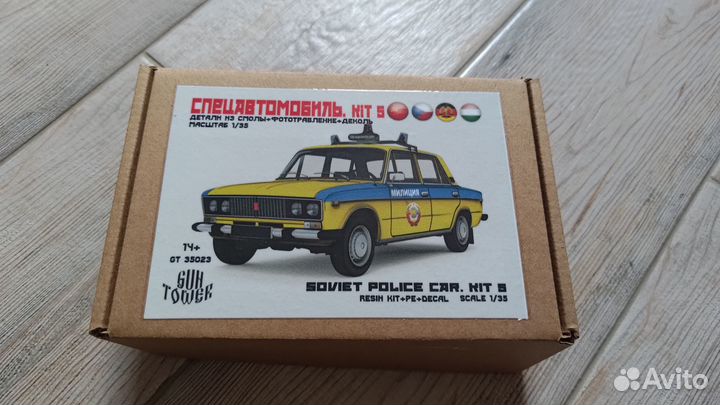 СПЕЦАВТОМОБИЛЬ. KIT 5
ДЕТАЛИ ИЗ СМОЛЫ+ФОТОТРАВЛЕНИЕ+ДЕКОЛЬ
МАСШТАБ 1/35
МИЛИЦИЯ
14+
GT 35023
GUN
TOWER
SOVIET POLICE CAR. KIT 5
RESIN KIT+PE+DECAL SCALE 1/35
Avito